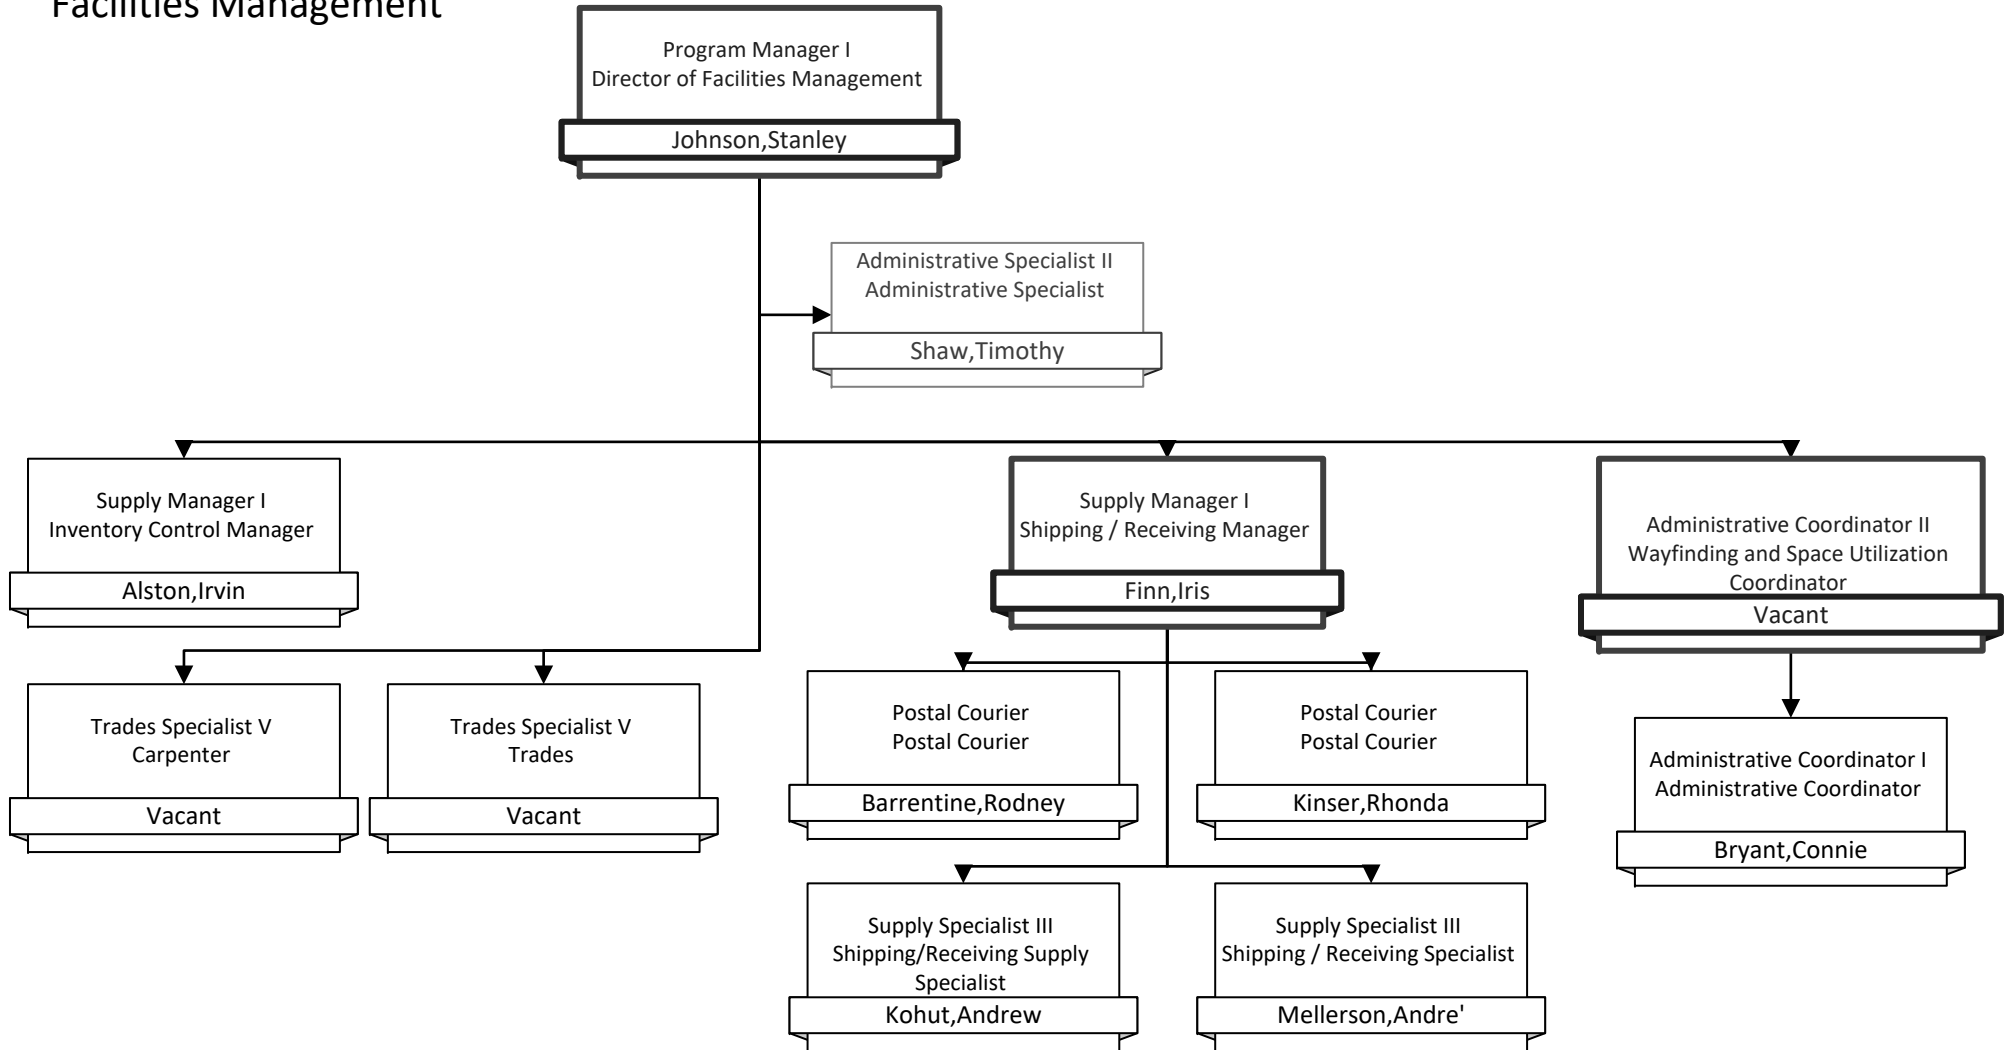 Facilities Management
Program Manager I
Director of Facilities Management
Johnson,Stanley
Administrative Specialist II
Administrative Specialist
Shaw,Timothy
Supply Manager I
Inventory Control Manager
Alston,Irvin
Supply Manager I
Shipping / Receiving Manager
Finn,Iris
Administrative Coordinator II
Wayfinding and Space Utilization
Coordinator
Vacant
Trades Specialist V
Carpenter
Vacant
Trades Specialist V
Trades
Vacant
Postal Courier
Postal Courier
Barrentine,Rodney
Postal Courier
Postal Courier
Kinser,Rhonda
Administrative Coordinator I
Administrative Coordinator
Bryant,Connie
Supply Specialist III
Shipping/Receiving Supply
Specialist
Kohut,Andrew
Supply Specialist III
Shipping / Receiving Specialist
Mellerson,Andre'